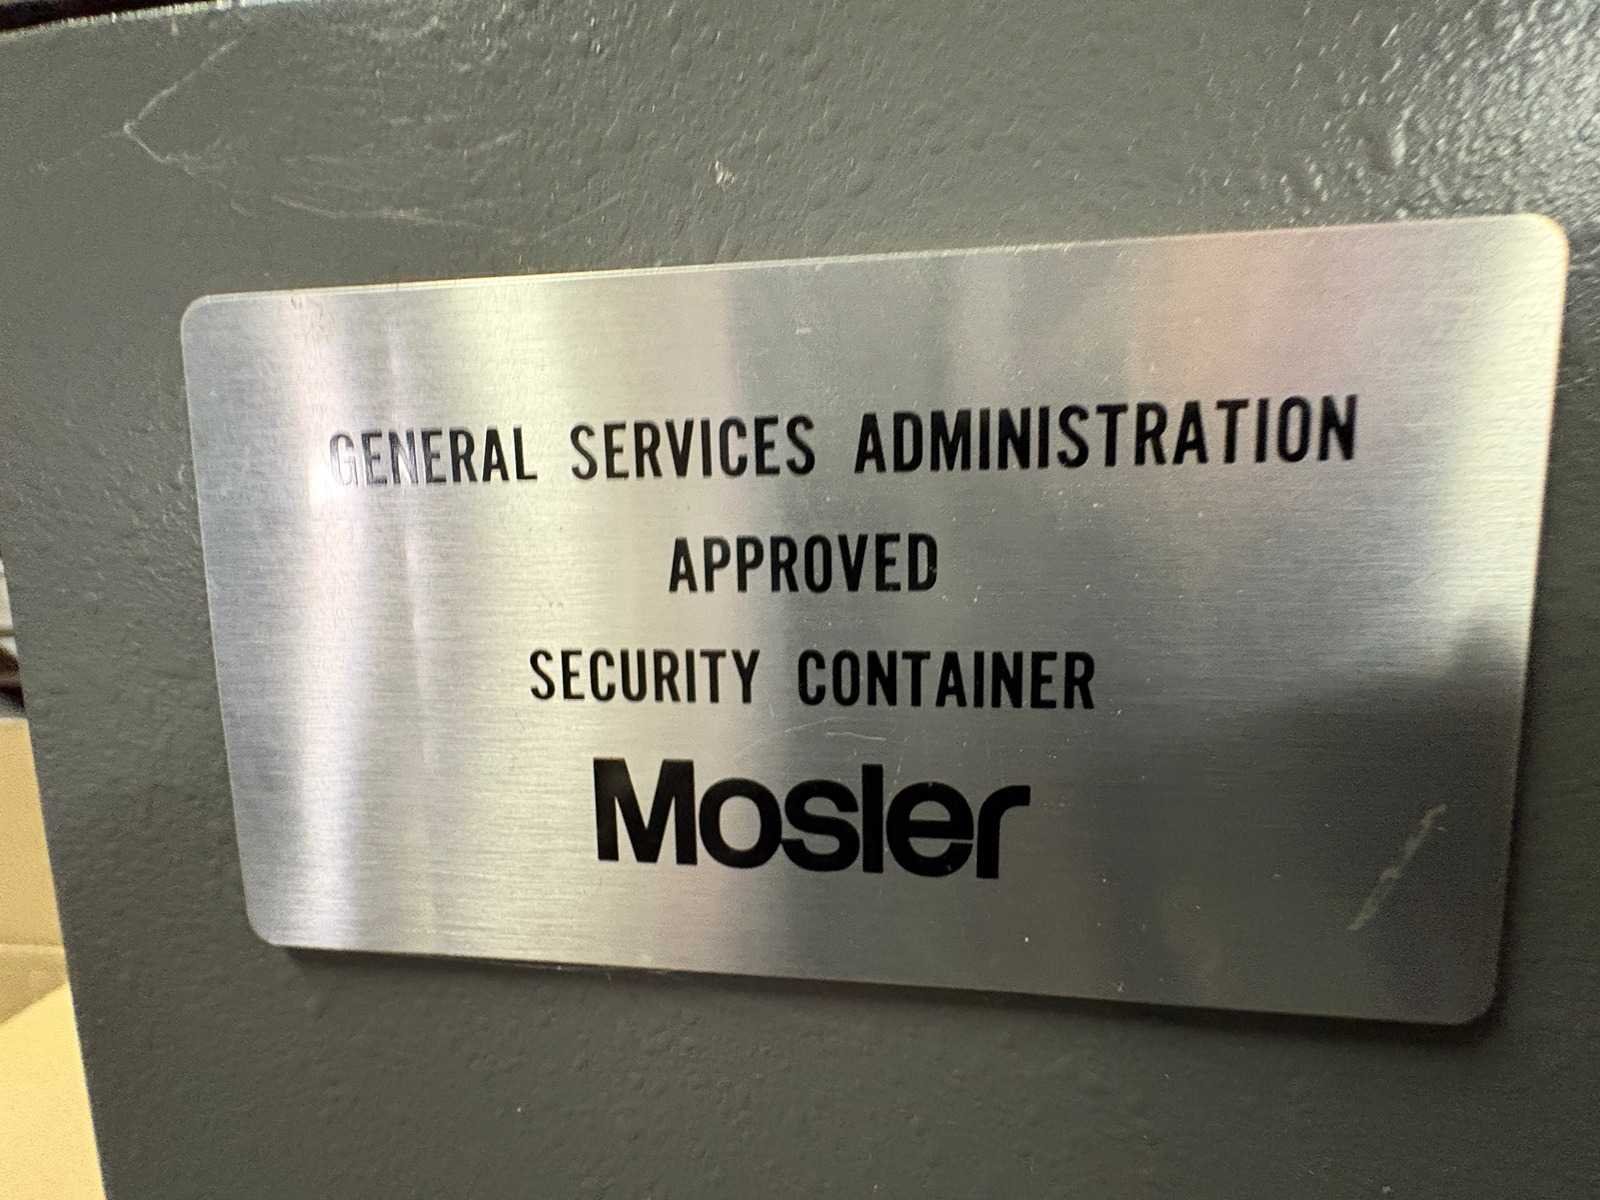 GENERAL SERVICES ADMINISTRATION
APPROVED
SECURITY CONTAINER
Mosler